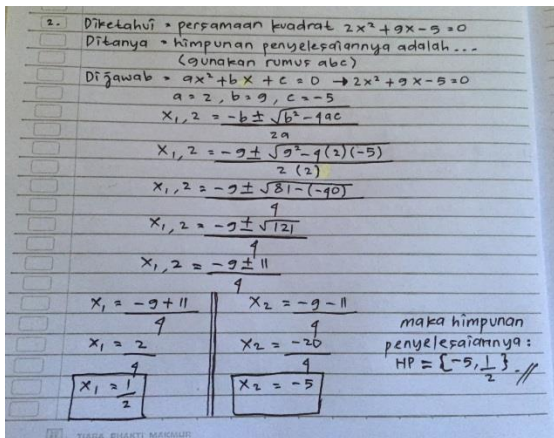 2. Diketahui = persamaan kuadrat 2x² + 9x - 5 = 0
Ditanya = himpunan penyelesaiannya adalah ...
(gunakan rumus abc)
Dijawab = ax² + bx + c = 0 → 2x² + 9x - 5 = 0
a = 2, b = 9, c = -5
x₁,₂ = -b ± √b² - 4ac / 2a
x₁,₂ = -9 ± √9² - 4(2)(-5) / 2(2)
x₁,₂ = -9 ± √81 - (-40) / 4
x₁,₂ = -9 ± √121 / 4
x₁,₂ = -9 ± 11 / 4
x₁ = -9 + 11 / 4
x₁ = 2 / 4
x₁ = 1/2
x₂ = -9 - 11 / 4
x₂ = -20 / 4
x₂ = -5
maka himpunan
penyelesaiannya :
HP = {-5, 1/2} //
TIARA BHAKTI MAKMUR